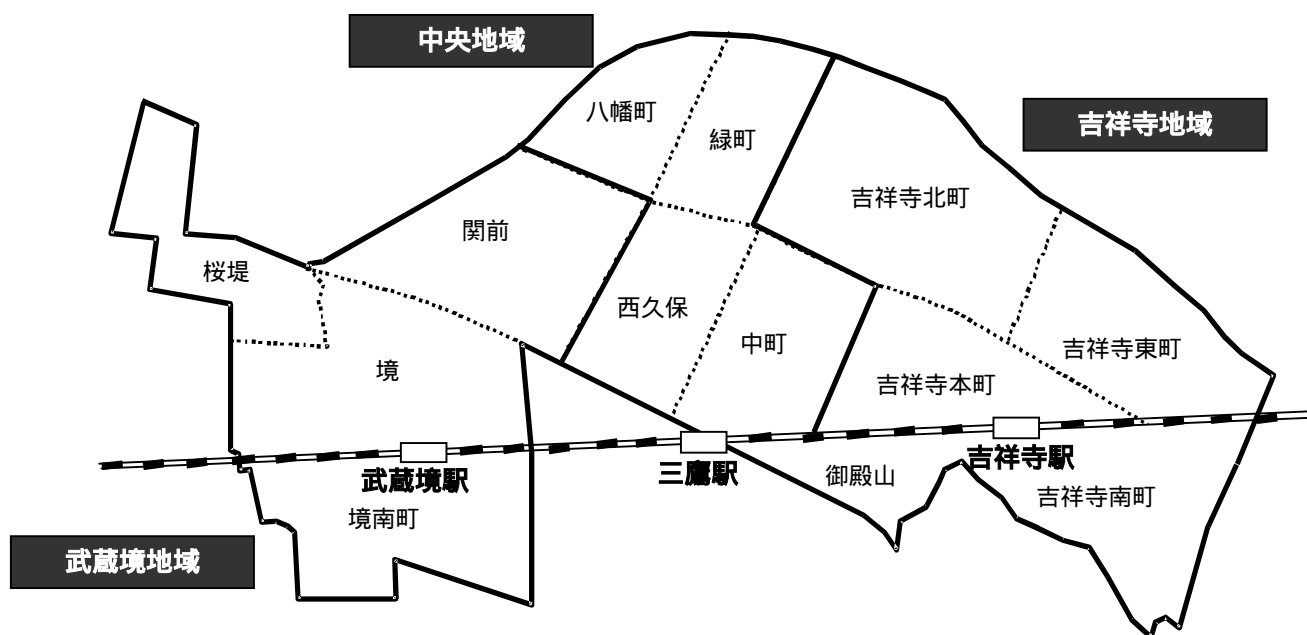 中央地域
八幡町
緑町
吉祥寺地域
吉祥寺北町
関前
桜堤
西久保
中町
境
吉祥寺東町
吉祥寺本町
武蔵境駅
三鷹駅
御殿山
吉祥寺駅
吉祥寺南町
境南町
武蔵境地域